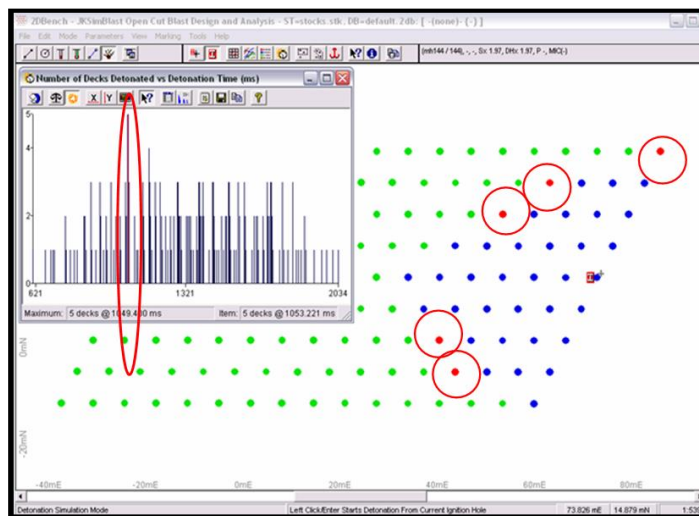 2DBench - JKSimBlast Open Cut Blast Design and Analysis - ST=stocks.stk, DB=default.2db: [ -(none)- (-) ]
File Edit Mode Parameters View Marking Tools Help
(mh144 / 144), -, -, Sx 1.97, DHx 1.97, P -, MIC(-)
Number of Decks Detonated vs Detonation Time (ms)
X Y
5
4
2
0
621 1321 2034
Maximum: 5 decks @ 1049.400 ms Item: 5 decks @ 1053.221 ms
0mN
-20mN
-40mE -20mE 0mE 20mE 40mE 60mE 80mE
Detonation Simulation Mode Left Click/Enter Starts Detonation From Current Ignition Hole 73.826 mE 14.879 mN